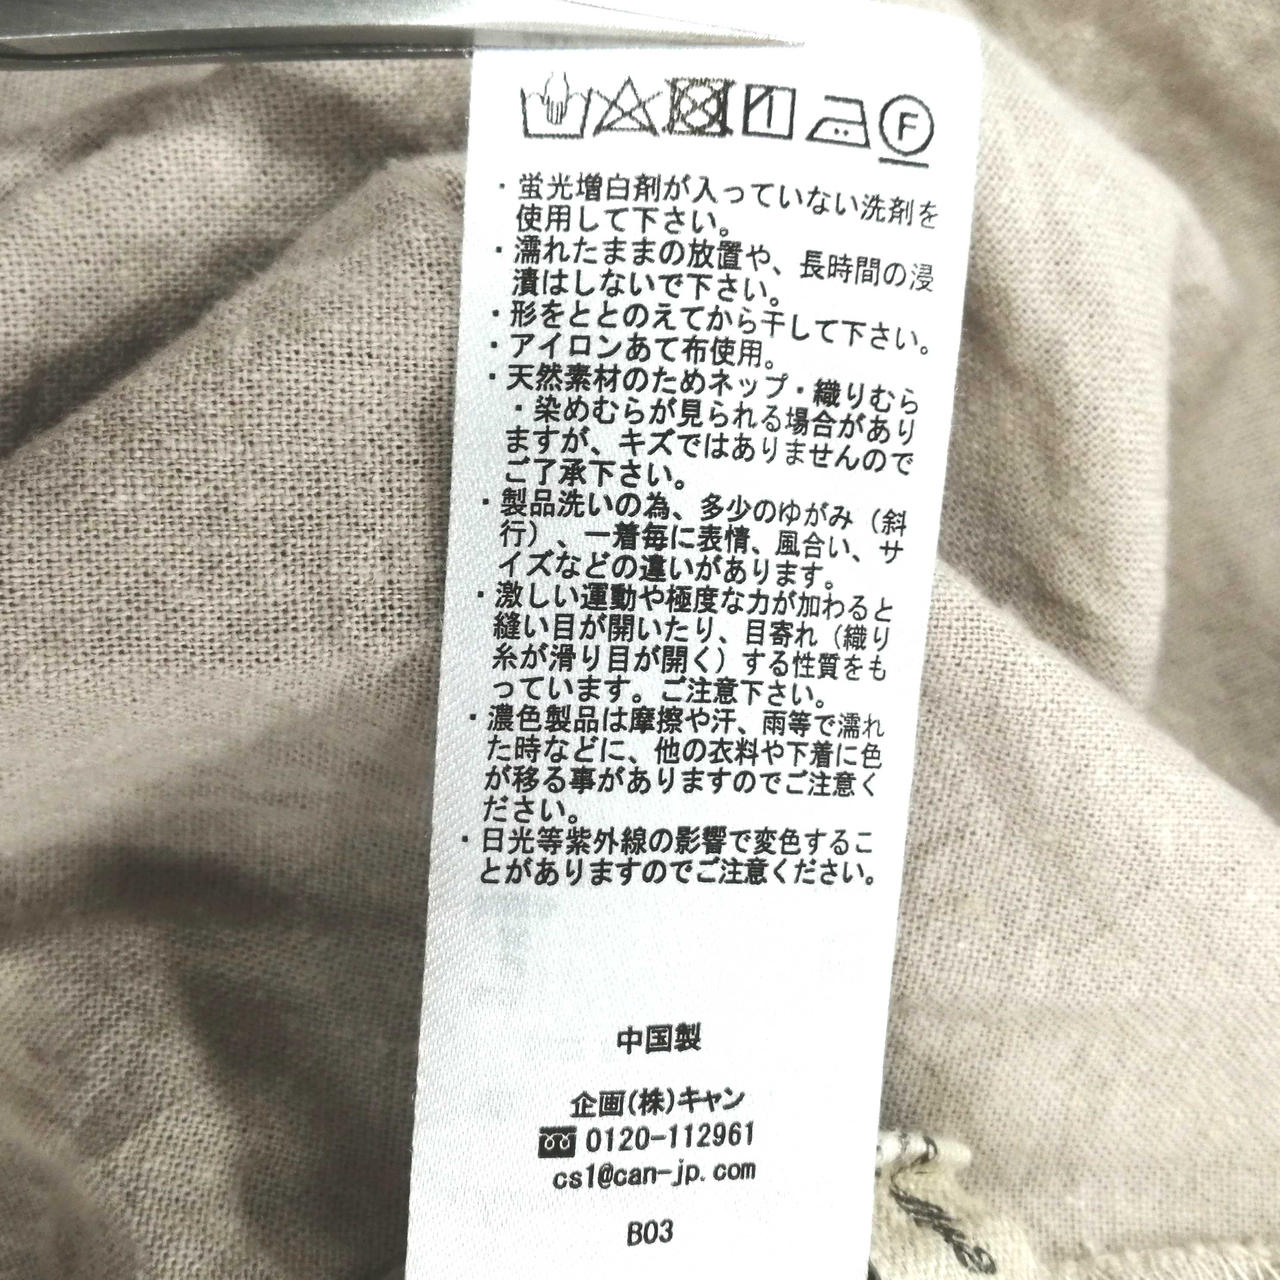 F
・蛍光増白剤が入っていない洗剤を
使用して下さい。
・濡れたままの放置や、長時間の浸
漬はしないで下さい。
・形をととのえてから干して下さい。
・アイロンあて布使用。
・天然素材のためネップ・織りむら
・染めむらが見られる場合があり
ますが、キズではありませんので
ご了承下さい。
・製品洗いの為、多少のゆがみ（斜
行）、一着毎に表情、風合い、サ
イズなどの違いがあります。
・激しい運動や極度な力が加わると
縫い目が開いたり、目寄れ（織り
糸が滑り目が開く）する性質をも
っています。ご注意下さい。
・濃色製品は摩擦や汗、雨等で濡れ
た時などに、他の衣料や下着に色
が移る事がありますのでご注意く
ださい。
・日光等紫外線の影響で変色するこ
とがありますのでご注意ください。
中国製
企画(株)キャン
0120-112961
cs1@can-jp.com
B03